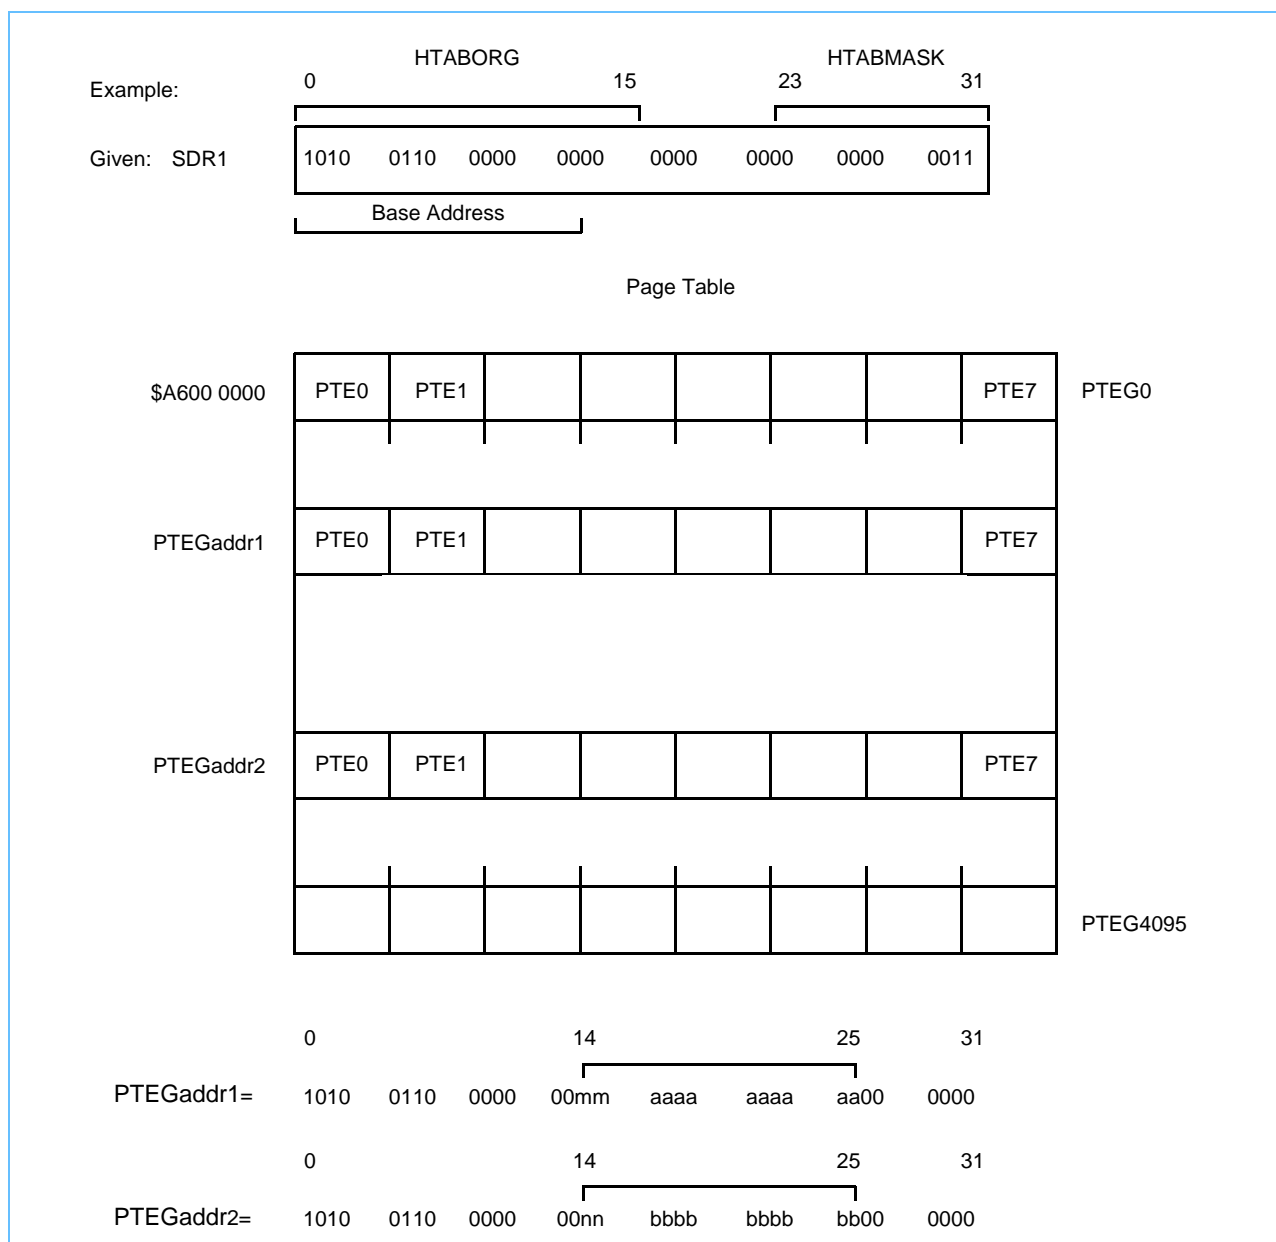 HTABORG HTABMASK
Example: 0 15 23 31
Given: SDR1 1010 0110 0000 0000 0000 0000 0000 0011
Base Address
Page Table
$A600 0000 PTE0 PTE1 PTE7 PTEG0
PTEGaddr1 PTE0 PTE1 PTE7
PTEGaddr2 PTE0 PTE1 PTE7
PTEG4095
0 14 25 31
PTEGaddr1= 1010 0110 0000 00mm aaaa aaaa aa00 0000
0 14 25 31
PTEGaddr2= 1010 0110 0000 00nn bbbb bbbb bb00 0000